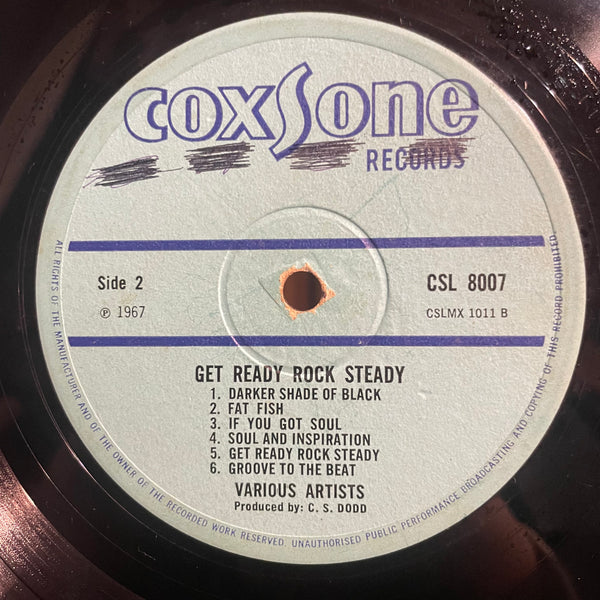 coxsone
RECORDS
Side 2
CSL 8007
℗ 1967
CSLMX 1011 B
GET READY ROCK STEADY
1. DARKER SHADE OF BLACK
2. FAT FISH
3. IF YOU GOT SOUL
4. SOUL AND INSPIRATION
5. GET READY ROCK STEADY
6. GROOVE TO THE BEAT
VARIOUS ARTISTS
Produced by: C. S. DODD
ALL RIGHTS OF THE MANUFACTURER AND OF THE OWNER OF THE RECORDED WORK RESERVED. UNAUTHORISED PUBLIC PERFORMANCE BROADCASTING AND COPYING OF THIS RECORD PROHIBITED